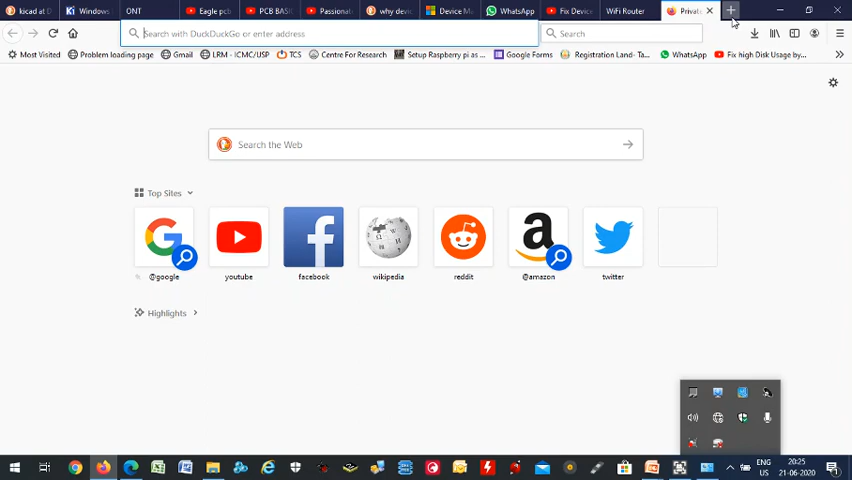 kicad at D
Windows
ONT
Eagle pcb
PCB BASI
Passionat
why devic
Device Ma
WhatsApp
Fix Device
WiFi Router
Privat
Search with DuckDuckGo or enter address
Search
Most Visited
Problem loading page
Gmail
TCS
Centre For Research
LRM - ICMC/USP
Setup Raspberry pi as ...
Google Forms
Registration Land- Ta...
WhatsApp
Fix high Disk Usage by...
Search the Web
Top Sites
@google
youtube
facebook
wikipedia
reddit
@amazon
twitter
Highlights
ENG
US
20:25
21-06-2020